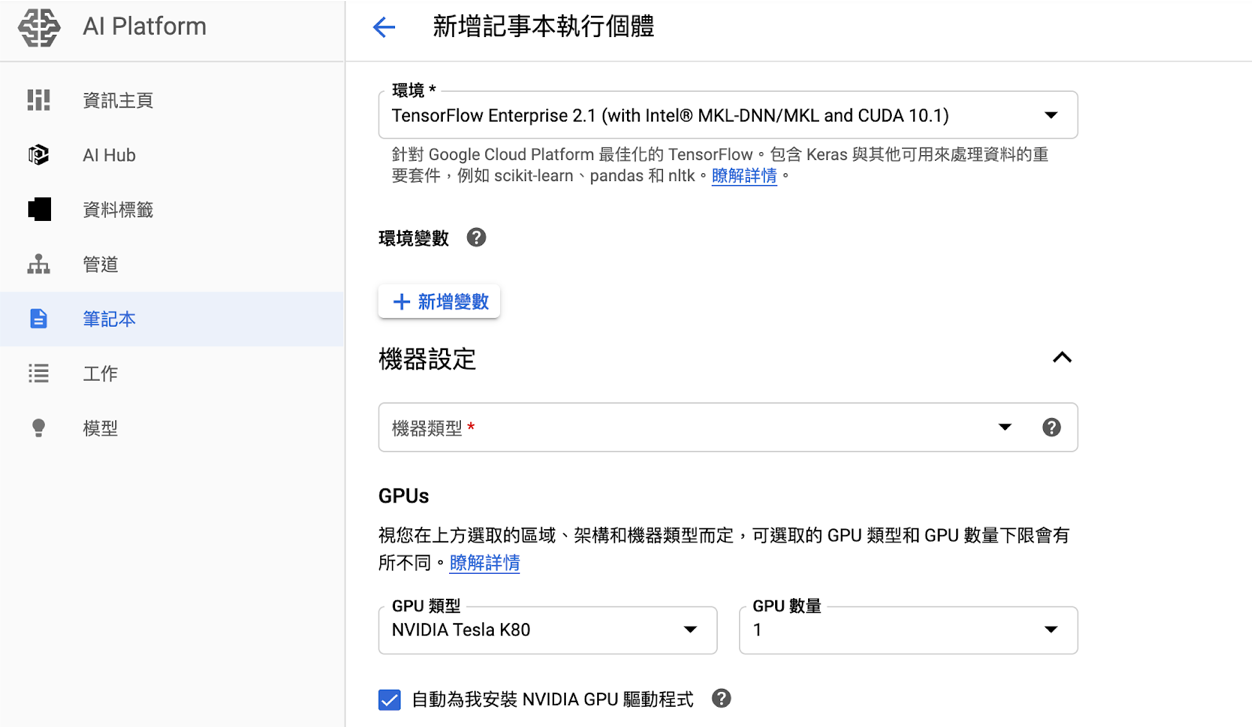 AI Platform
新增記事本執行個體
資訊主頁
AI Hub
資料標籤
管道
筆記本
工作
模型
環境 *
TensorFlow Enterprise 2.1 (with Intel® MKL-DNN/MKL and CUDA 10.1)
針對 Google Cloud Platform 最佳化的 TensorFlow。包含 Keras 與其他可用來處理資料的重
要套件，例如 scikit-learn、pandas 和 nltk。瞭解詳情。
環境變數
新增變數
機器設定
機器類型 *
GPUs
視您在上方選取的區域、架構和機器類型而定，可選取的 GPU 類型和 GPU 數量下限會有
所不同。瞭解詳情
GPU 類型
NVIDIA Tesla K80
GPU 數量
1
自動為我安裝 NVIDIA GPU 驅動程式